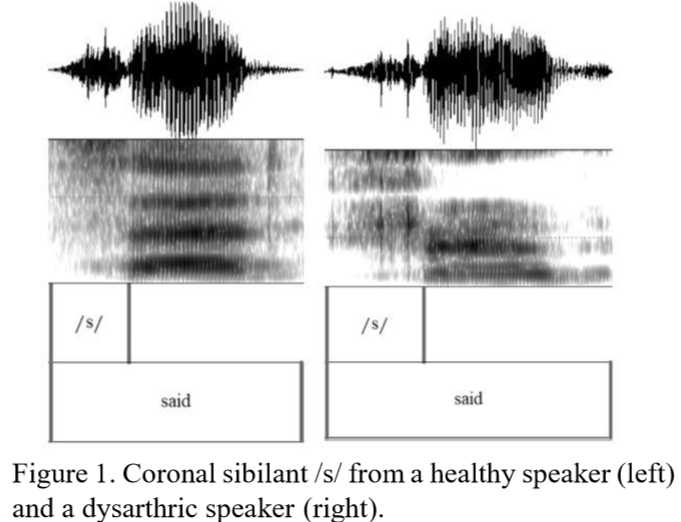 /s/
/s/
said
said
Figure 1. Coronal sibilant /s/ from a healthy speaker (left)
and a dysarthric speaker (right).